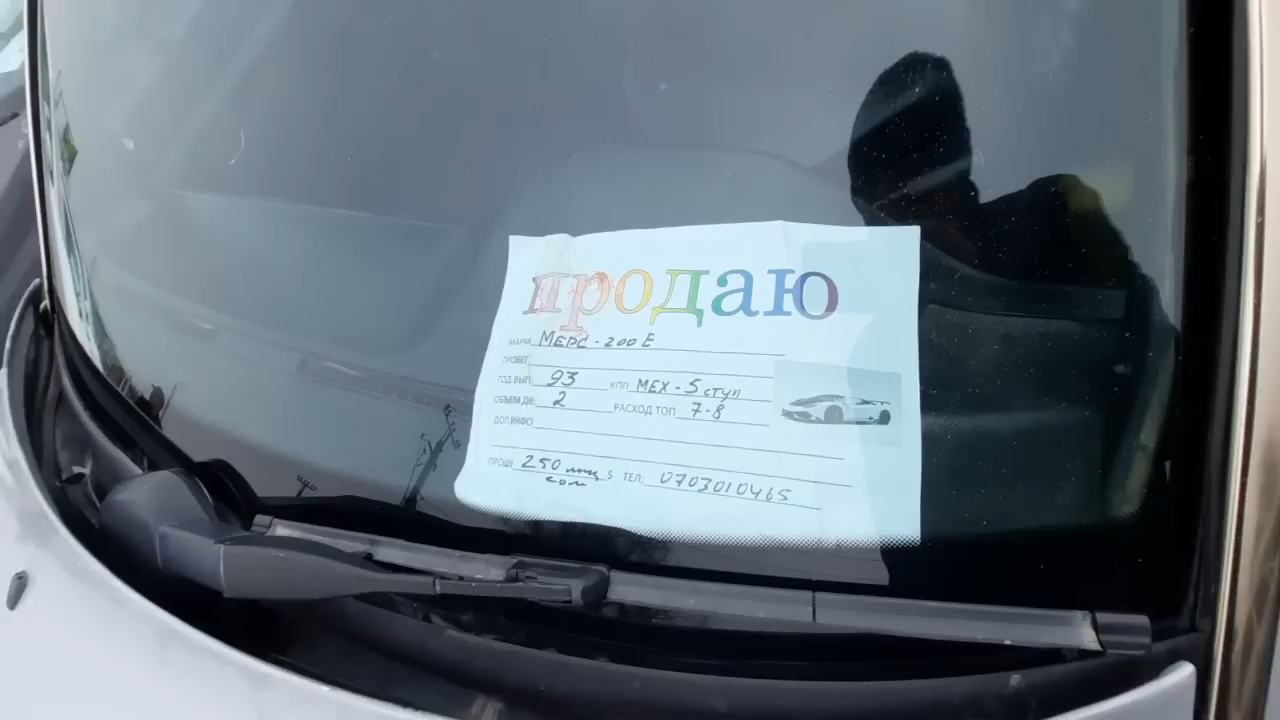 продаю
МАРКА МЕРС - 200 Е
ПРОБЕГ
ГОД.ВЫП. 93 КПП МЕХ - 5 ступ
ОБЪЕМ ДВ: 2 РАСХОД ТОП 7-8
ДОП.ИНФО:
ПРОШУ 250 $ ТЕЛ: 0703010465
сом